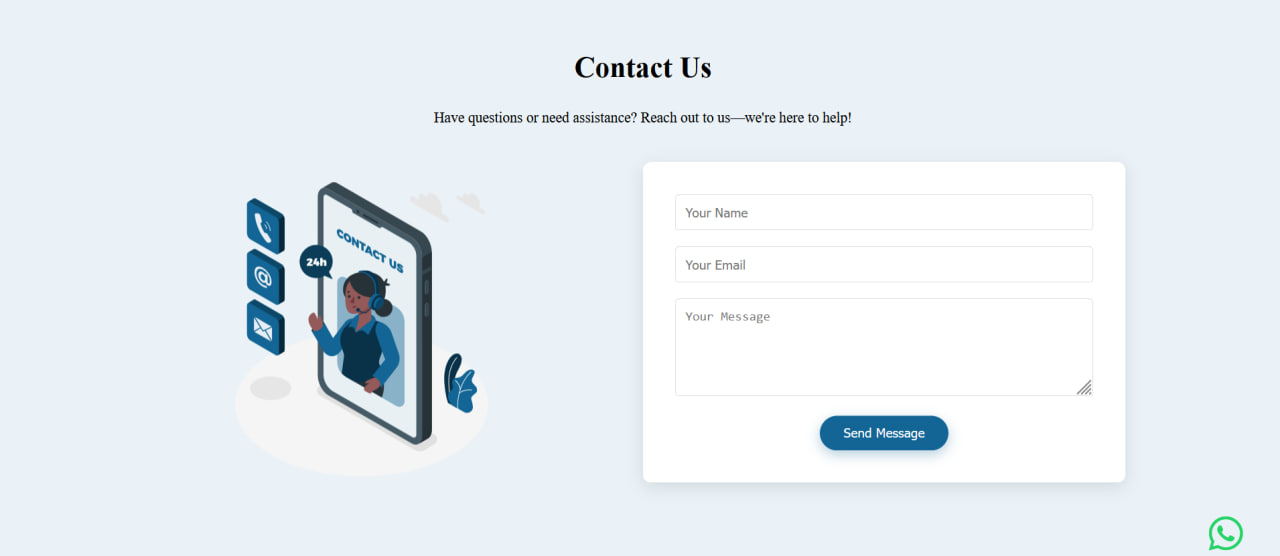 Contact Us
Have questions or need assistance? Reach out to us—we're here to help!
CONTACT US
24h
@
Your Name
Your Email
Your Message
Send Message